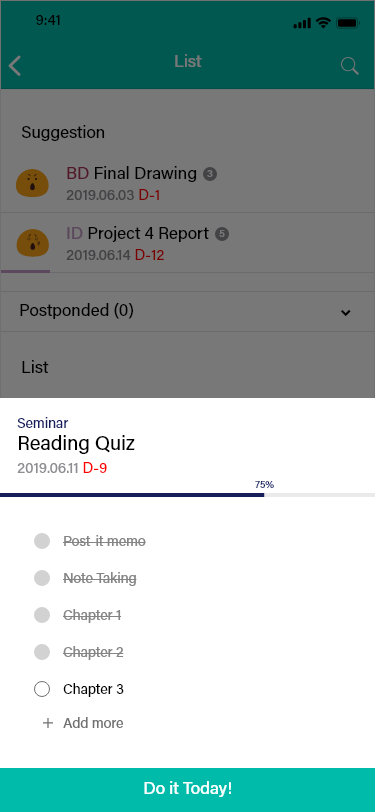 9:41
List
Suggestion
BD Final Drawing 3
2019.06.03 D-1
ID Project 4 Report 5
2019.06.14 D-12
Postponded (0)
List
Seminar
Reading Quiz
2019.06.11 D-9
75%
Post-it memo
Note Taking
Chapter 1
Chapter 2
Chapter 3
+ Add more
Do it Today!